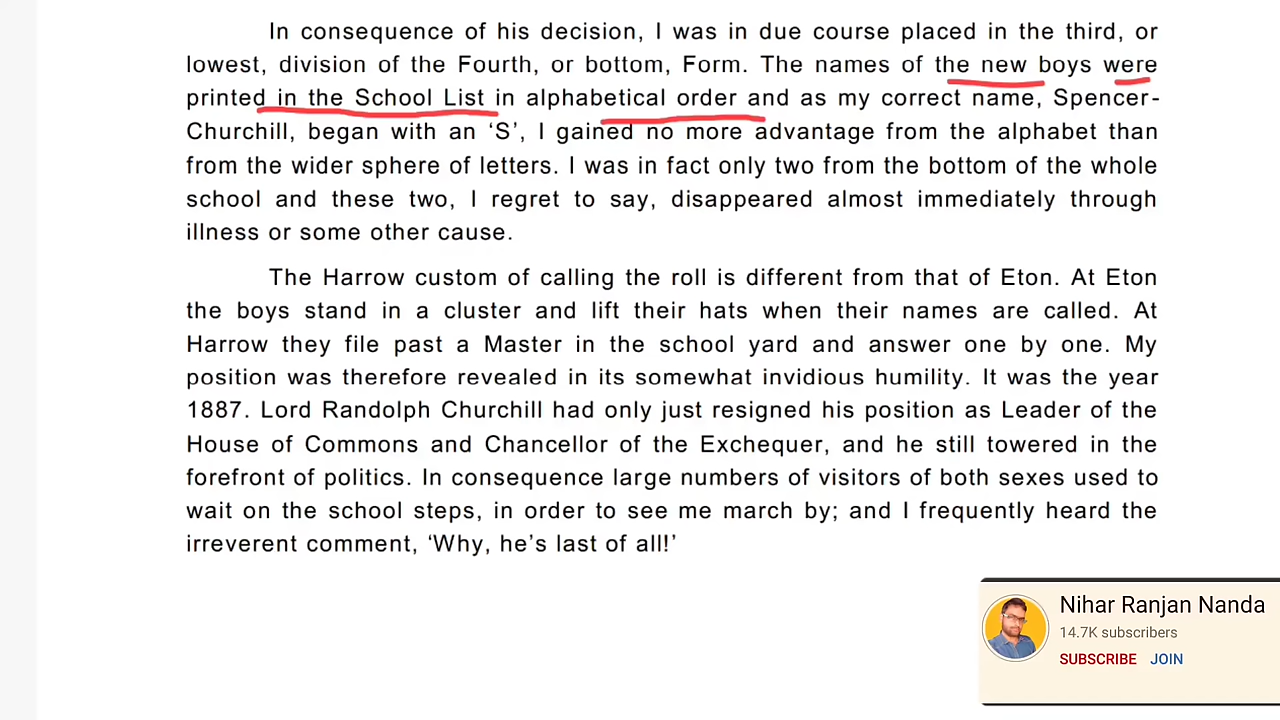 In consequence of his decision, I was in due course placed in the third, or
lowest, division of the Fourth, or bottom, Form. The names of the new boys were
printed in the School List in alphabetical order and as my correct name, Spencer-
Churchill, began with an ‘S’, I gained no more advantage from the alphabet than
from the wider sphere of letters. I was in fact only two from the bottom of the whole
school and these two, I regret to say, disappeared almost immediately through
illness or some other cause.
The Harrow custom of calling the roll is different from that of Eton. At Eton
the boys stand in a cluster and lift their hats when their names are called. At
Harrow they file past a Master in the school yard and answer one by one. My
position was therefore revealed in its somewhat invidious humility. It was the year
1887. Lord Randolph Churchill had only just resigned his position as Leader of the
House of Commons and Chancellor of the Exchequer, and he still towered in the
forefront of politics. In consequence large numbers of visitors of both sexes used to
wait on the school steps, in order to see me march by; and I frequently heard the
irreverent comment, ‘Why, he’s last of all!’
Nihar Ranjan Nanda
14.7K subscribers
SUBSCRIBE JOIN